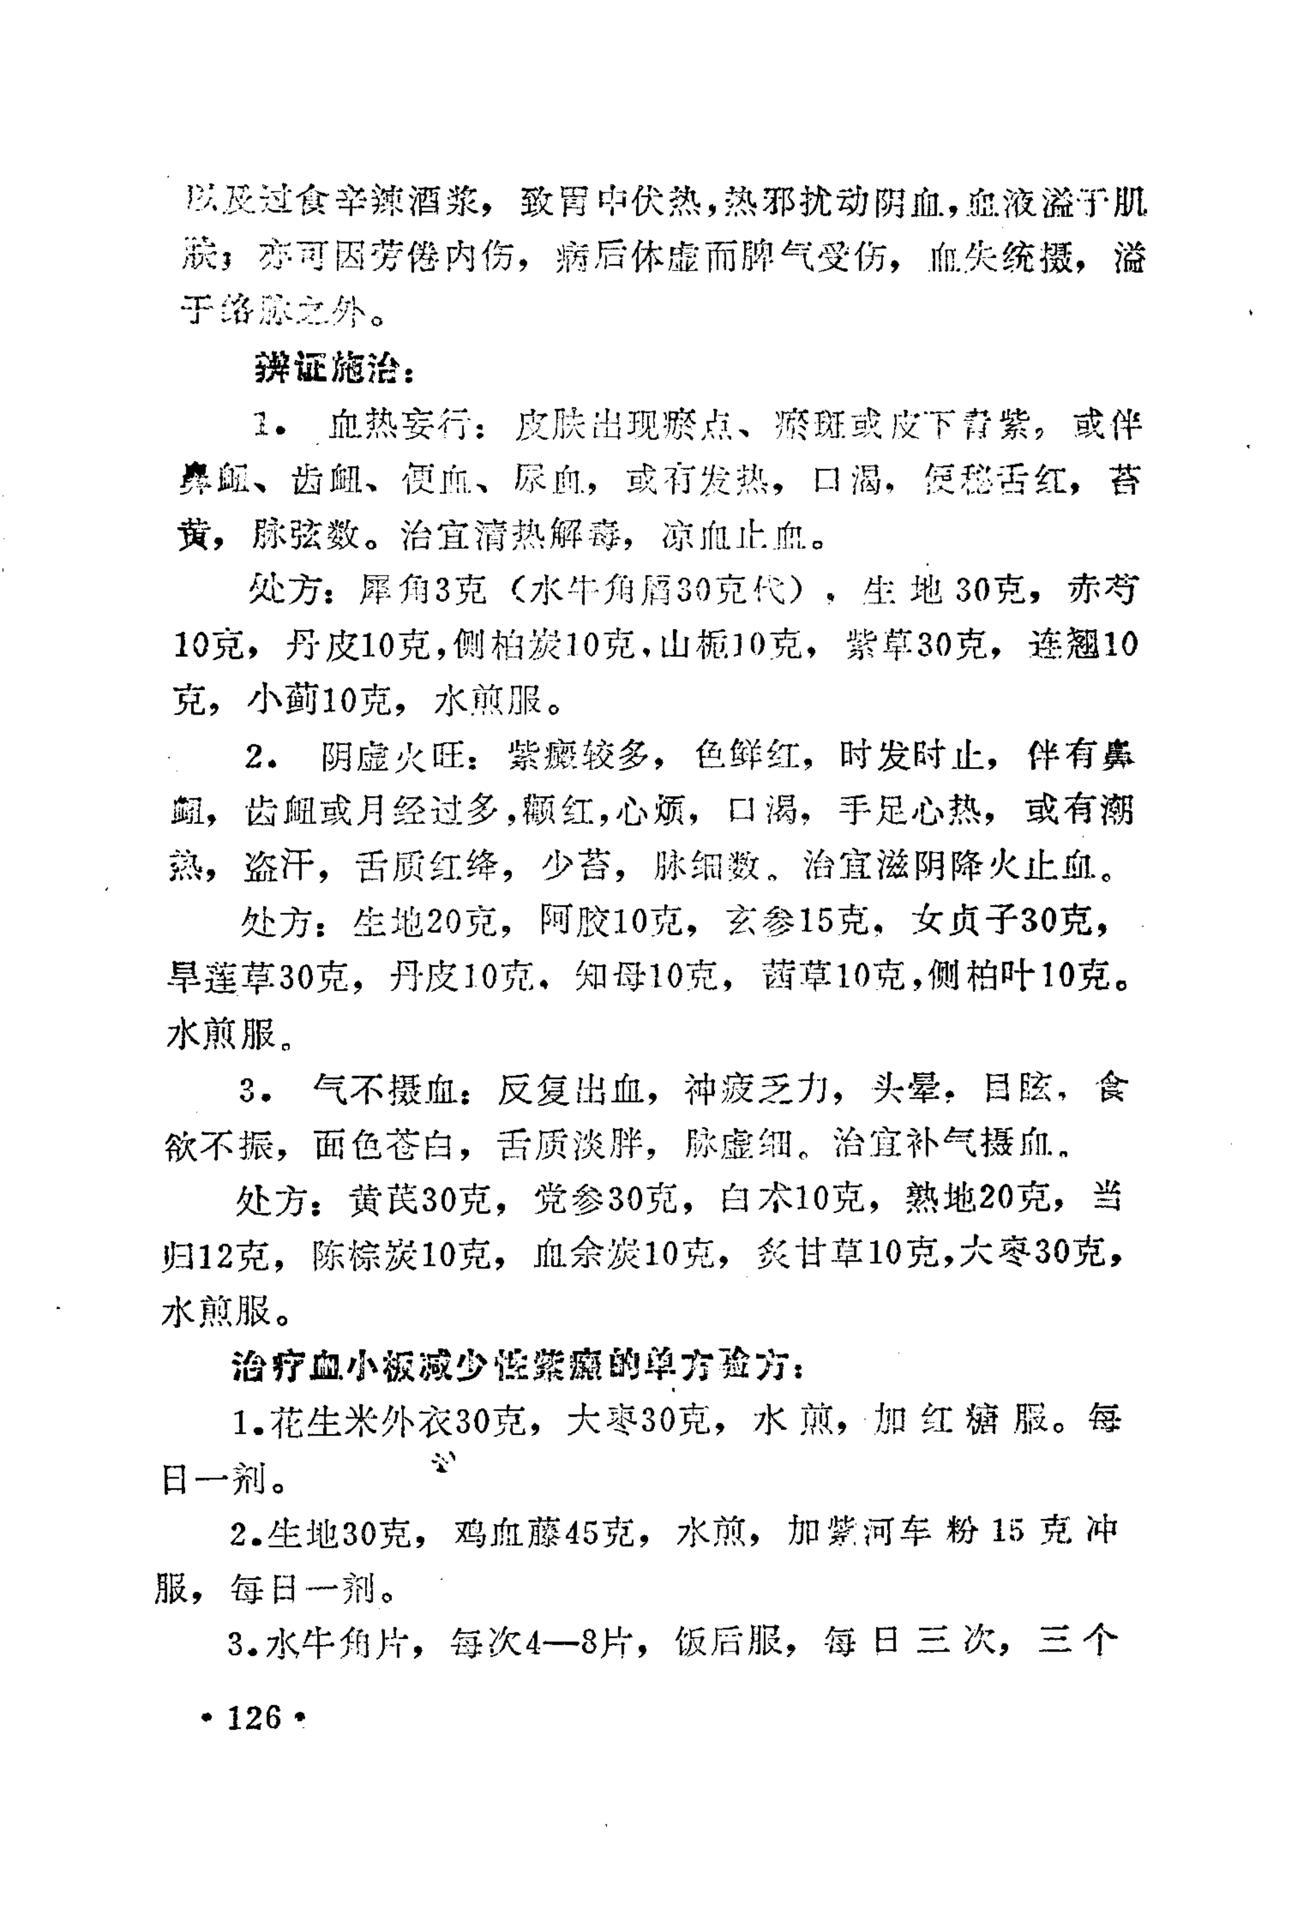 以及过食辛辣酒浆，致胃中伏热，热邪扰动阴血，血液溢于肌
肤；亦可因劳倦内伤，病后体虚而脾气受伤，血失统摄，溢
于络脉之外。
辨证施治：
1． 血热妄行：皮肤出现瘀点、瘀斑或皮下青紫，或伴
鼻衄、齿衄、便血、尿血，或有发热，口渴，便秘舌红，苔
黄，脉弦数。治宜清热解毒，凉血止血。
处方：犀角3克（水牛角屑30克代），生地30克，赤芍
10克，丹皮10克，侧柏炭10克，山栀10克，紫草30克，连翘10
克，小蓟10克，水煎服。
2． 阴虚火旺：紫癜较多，色鲜红，时发时止，伴有鼻
衄，齿衄或月经过多，颧红，心烦，口渴，手足心热，或有潮
热，盗汗，舌质红绛，少苔，脉细数。治宜滋阴降火止血。
处方：生地20克，阿胶10克，玄参15克，女贞子30克，
旱莲草30克，丹皮10克，知母10克，茜草10克，侧柏叶10克。
水煎服。
3． 气不摄血：反复出血，神疲乏力，头晕，目眩，食
欲不振，面色苍白，舌质淡胖，脉虚细。治宜补气摄血。
处方：黄芪30克，党参30克，白术10克，熟地20克，当
归12克，陈棕炭10克，血余炭10克，炙甘草10克，大枣30克，
水煎服。
治疗血小板减少性紫癜的单方验方：
1.花生米外衣30克，大枣30克，水煎，加红糖服。每
日一剂。
2.生地30克，鸡血藤45克，水煎，加紫河车粉15克冲
服，每日一剂。
3.水牛角片，每次4—8片，饭后服，每日三次，三个
·126·